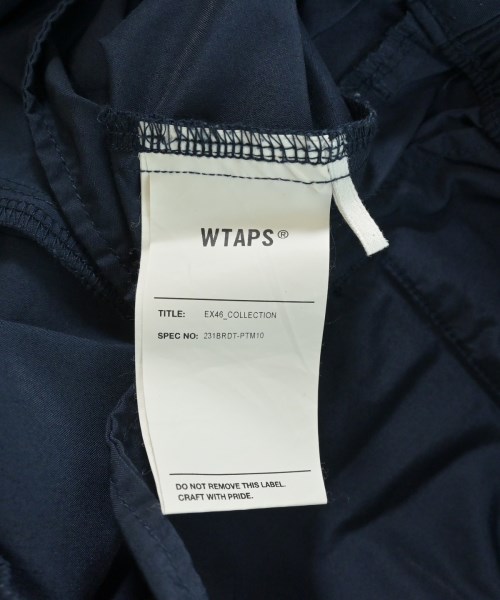 WTAPS®
TITLE: EX46_COLLECTION
SPEC NO: 231BRDT-PTM10
DO NOT REMOVE THIS LABEL.
CRAFT WITH PRIDE.